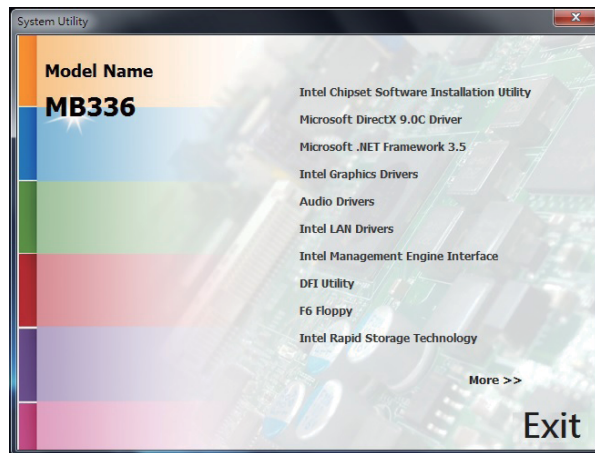 System Utility
Model Name
MB336
Intel Chipset Software Installation Utility
Microsoft DirectX 9.0C Driver
Microsoft .NET Framework 3.5
Intel Graphics Drivers
Audio Drivers
Intel LAN Drivers
Intel Management Engine Interface
DFI Utility
F6 Floppy
Intel Rapid Storage Technology
More >>
Exit